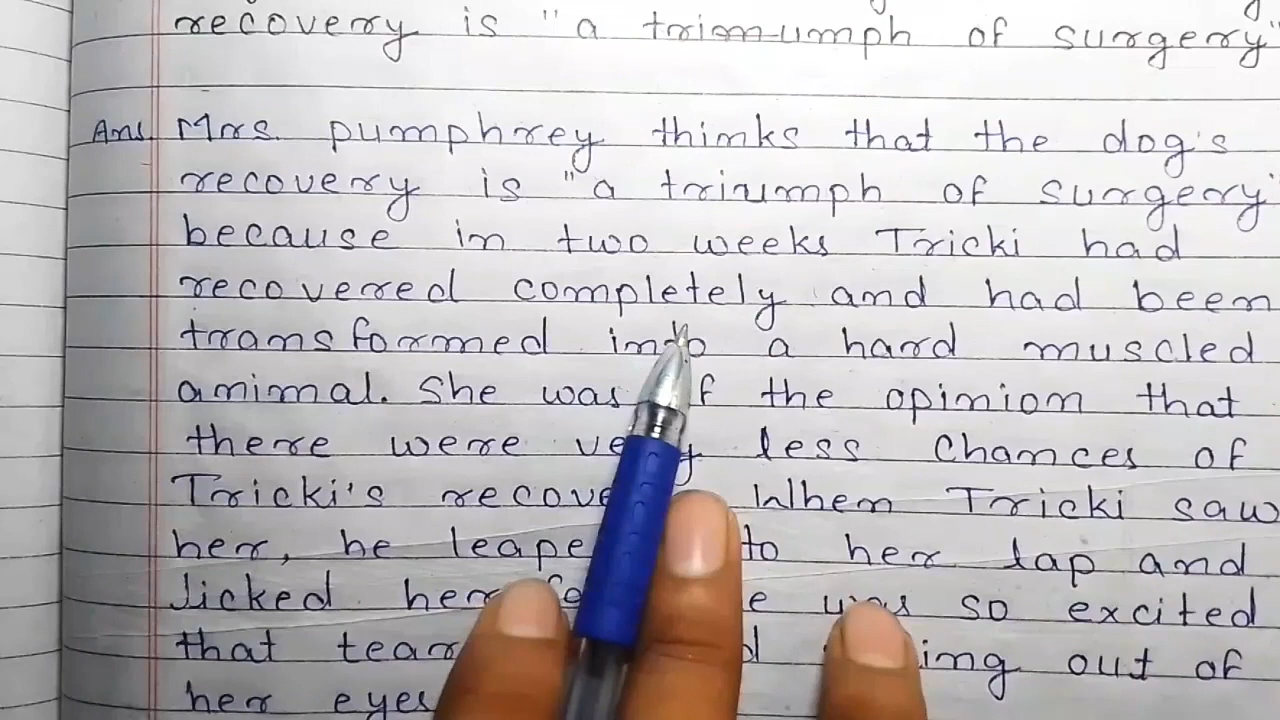 recovery is "a trimumph of surgery"
Ans. Mrs. pumphrey thinks that the dog's
recovery is "a triumph of surgery"
because in two weeks Tricki had
recovered completely and had been
transformed into a hard muscled
animal. She was of the opinion that
there were very less chances of
Tricki's When Tricki saw
her, he to her lap and
licked her was so excited
that out of
her eyes